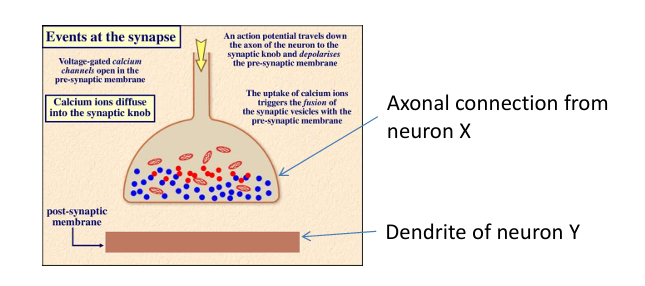 Events at the synapse
An action potential travels down
the axon of the neuron to the
synaptic knob and depolarises
the pre-synaptic membrane
Voltage-gated calcium
channels open in the
pre-synaptic membrane
Calcium ions diffuse
into the synaptic knob
The uptake of calcium ions
triggers the fusion of
the synaptic vesicles with the
pre-synaptic membrane
Axonal connection from
neuron X
post-synaptic
membrane
Dendrite of neuron Y